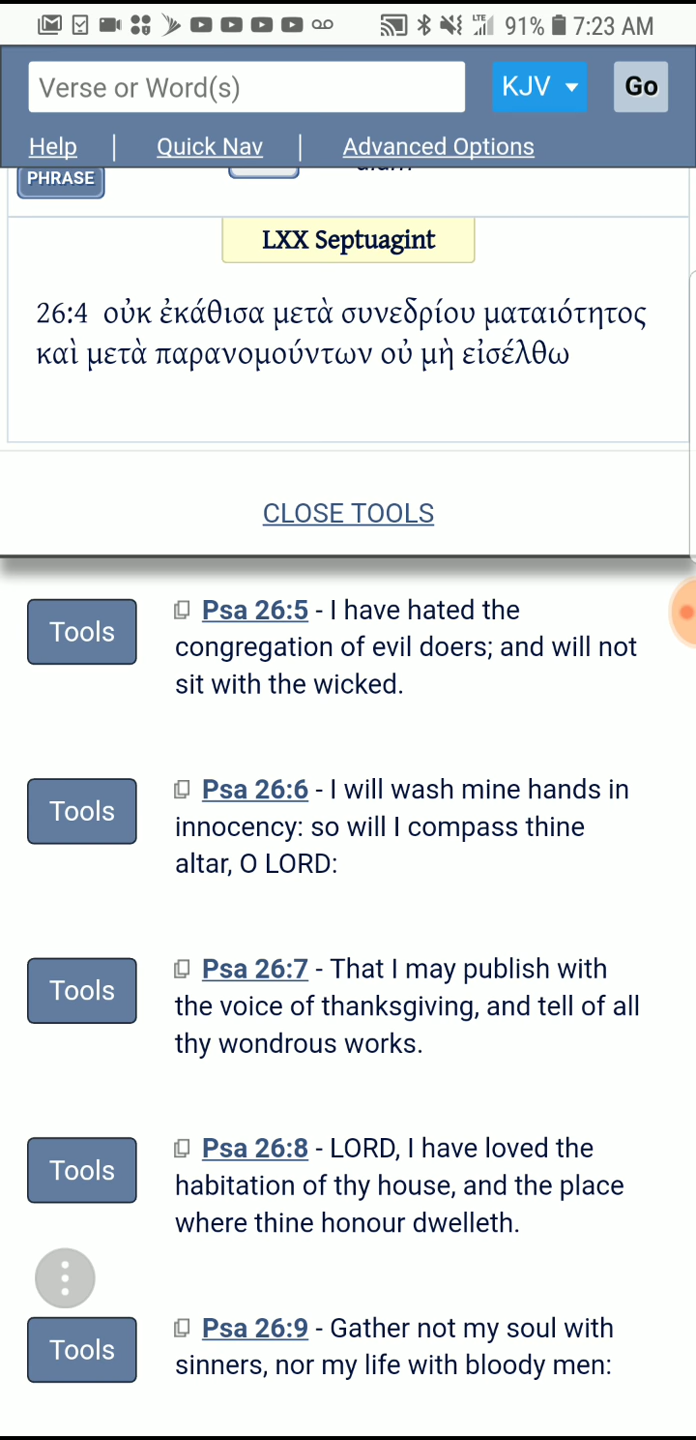 LTE 91% 7:23 AM
Verse or Word(s) KJV Go
Help | Quick Nav | Advanced Options
PHRASE
LXX Septuagint
26:4 οὐκ ἐκάθισα μετὰ συνεδρίου ματαιότητος
καὶ μετὰ παρανομούντων οὐ μὴ εἰσέλθω
CLOSE TOOLS
Tools
Psa 26:5 - I have hated the
congregation of evil doers; and will not
sit with the wicked.
Tools
Psa 26:6 - I will wash mine hands in
innocency: so will I compass thine
altar, O LORD:
Tools
Psa 26:7 - That I may publish with
the voice of thanksgiving, and tell of all
thy wondrous works.
Tools
Psa 26:8 - LORD, I have loved the
habitation of thy house, and the place
where thine honour dwelleth.
Tools
Psa 26:9 - Gather not my soul with
sinners, nor my life with bloody men: